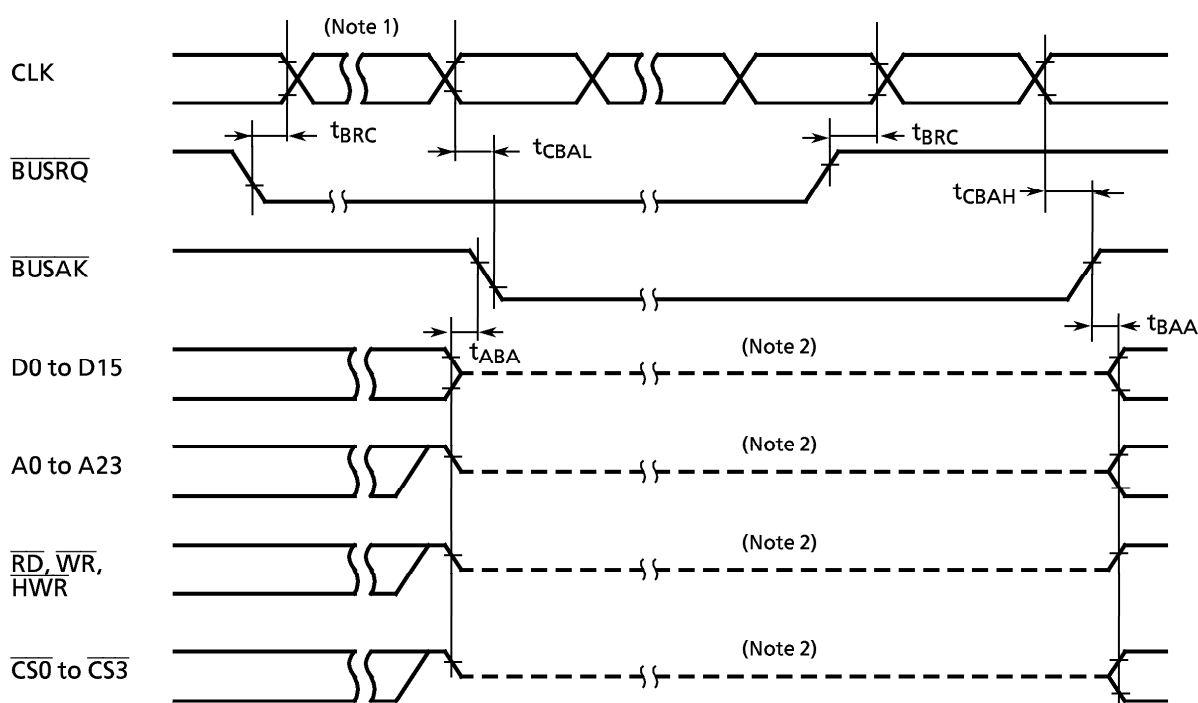 (Note 1)
CLK
tBRC
tBRC
tCBAL
BUSRQ
tCBAH
BUSAK
tBAA
tABA
(Note 2)
D0 to D15
(Note 2)
A0 to A23
(Note 2)
RD, WR,
HWR
(Note 2)
CS0 to CS3